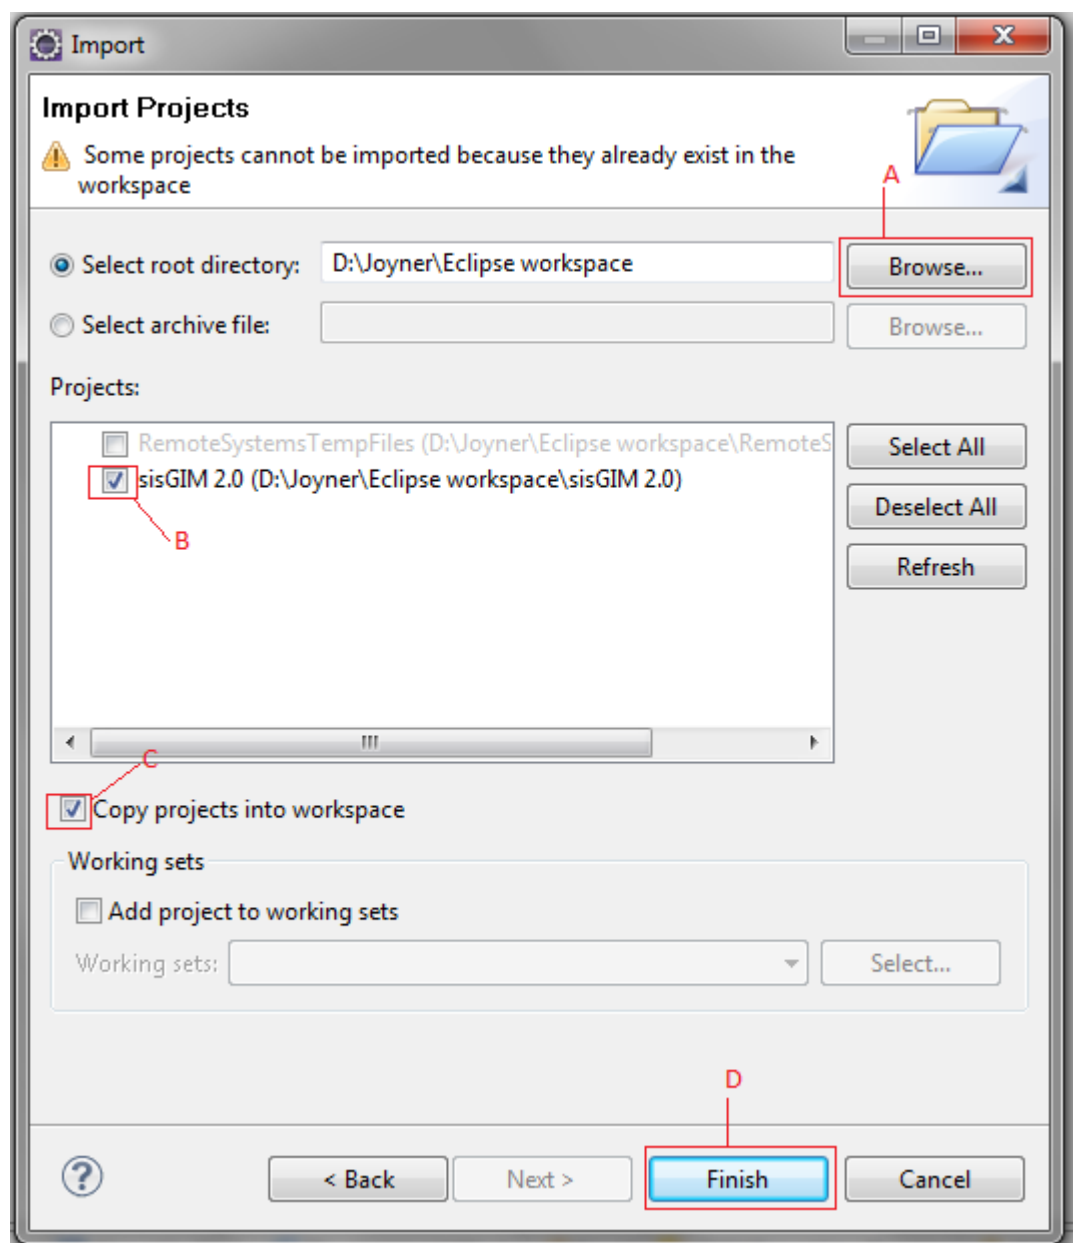 Import
Import Projects
Some projects cannot be imported because they already exist in the
workspace
A
Select root directory: D:\Joyner\Eclipse workspace Browse...
Select archive file: Browse...
Projects:
RemoteSystemsTempFiles (D:\Joyner\Eclipse workspace\RemoteS
Select All
sisGIM 2.0 (D:\Joyner\Eclipse workspace\sisGIM 2.0)
Deselect All
B
Refresh
C
Copy projects into workspace
Working sets
Add project to working sets
Working sets: Select...
D
< Back Next > Finish Cancel